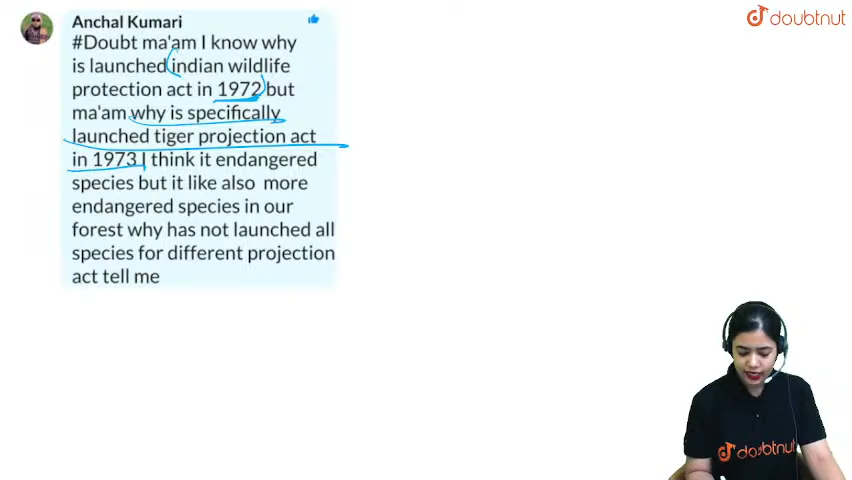 Anchal Kumari
#Doubt ma'am I know why
is launched indian wildlife
protection act in 1972 but
ma'am why is specifically
launched tiger projection act
in 1973 I think it endangered
species but it like also more
endangered species in our
forest why has not launched all
species for different projection
act tell me
doubtnut
doubtnut